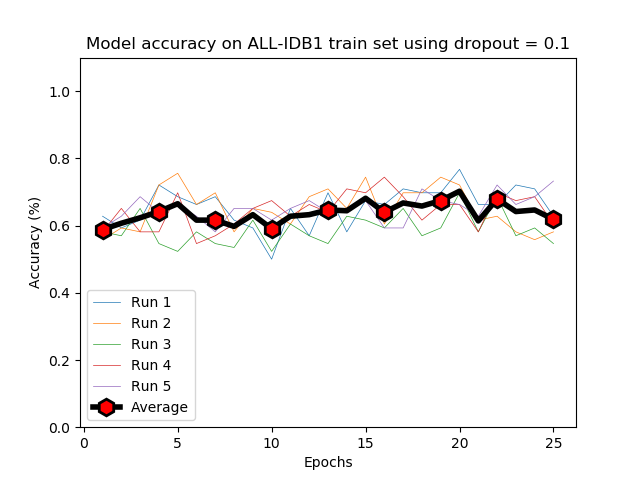 Model accuracy on ALL-IDB1 train set using dropout = 0.1
Accuracy (%)
1.0
0.8
0.6
0.4
0.2
0.0
Run 1
Run 2
Run 3
Run 4
Run 5
Average
0
5
10
15
20
25
Epochs